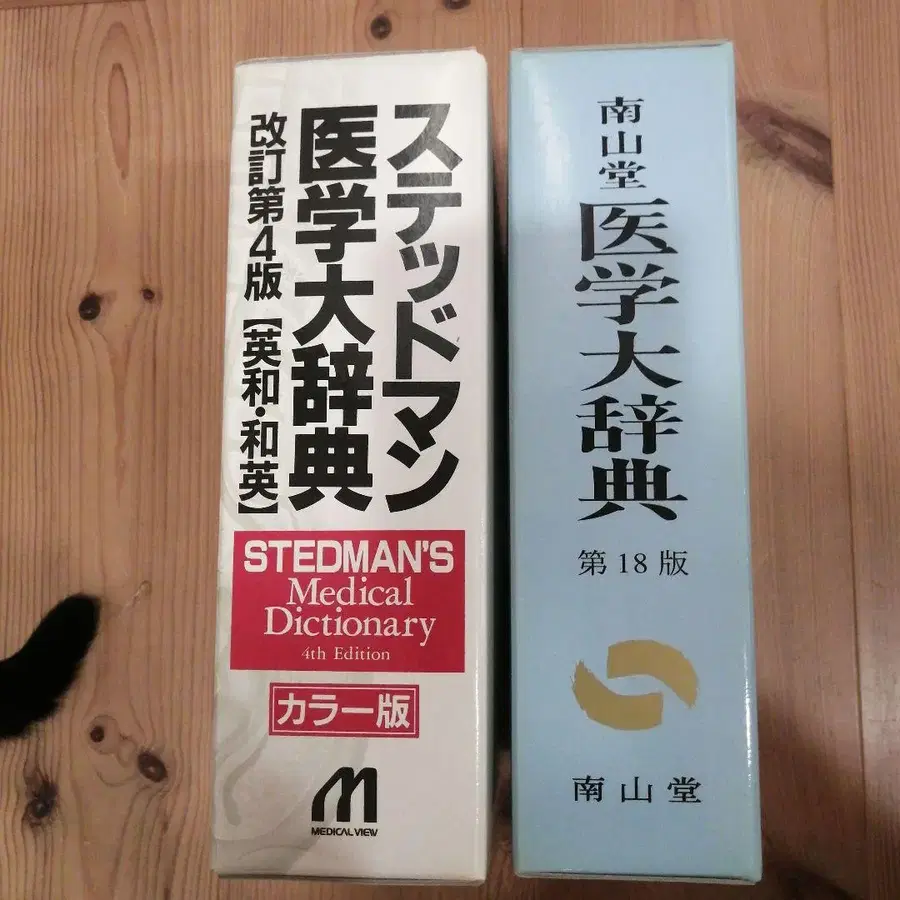 ステッドマン
医学大辞典
改訂第4版【英和・和英】
STEDMAN'S
Medical
Dictionary
4th Edition
カラー版
MEDICAL VIEW
南山堂
医学大辞典
第18版
南山堂